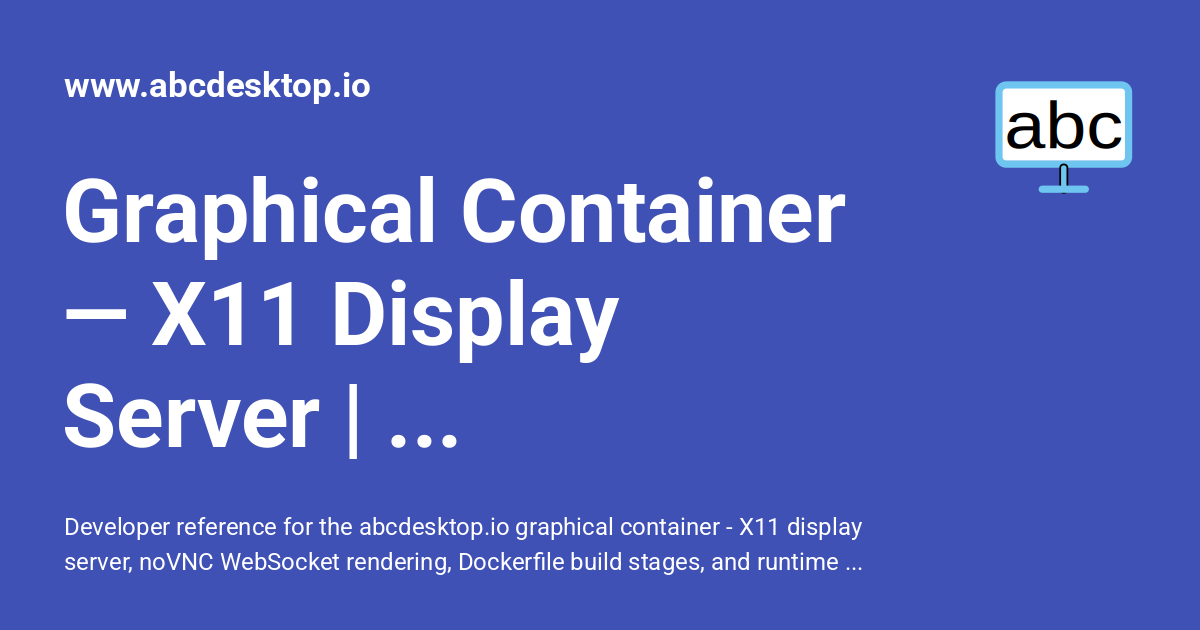 www.abcdesktop.io
abc
Graphical Container
— X11 Display
Server | ...
Developer reference for the abcdesktop.io graphical container - X11 display
server, noVNC WebSocket rendering, Dockerfile build stages, and runtime ...